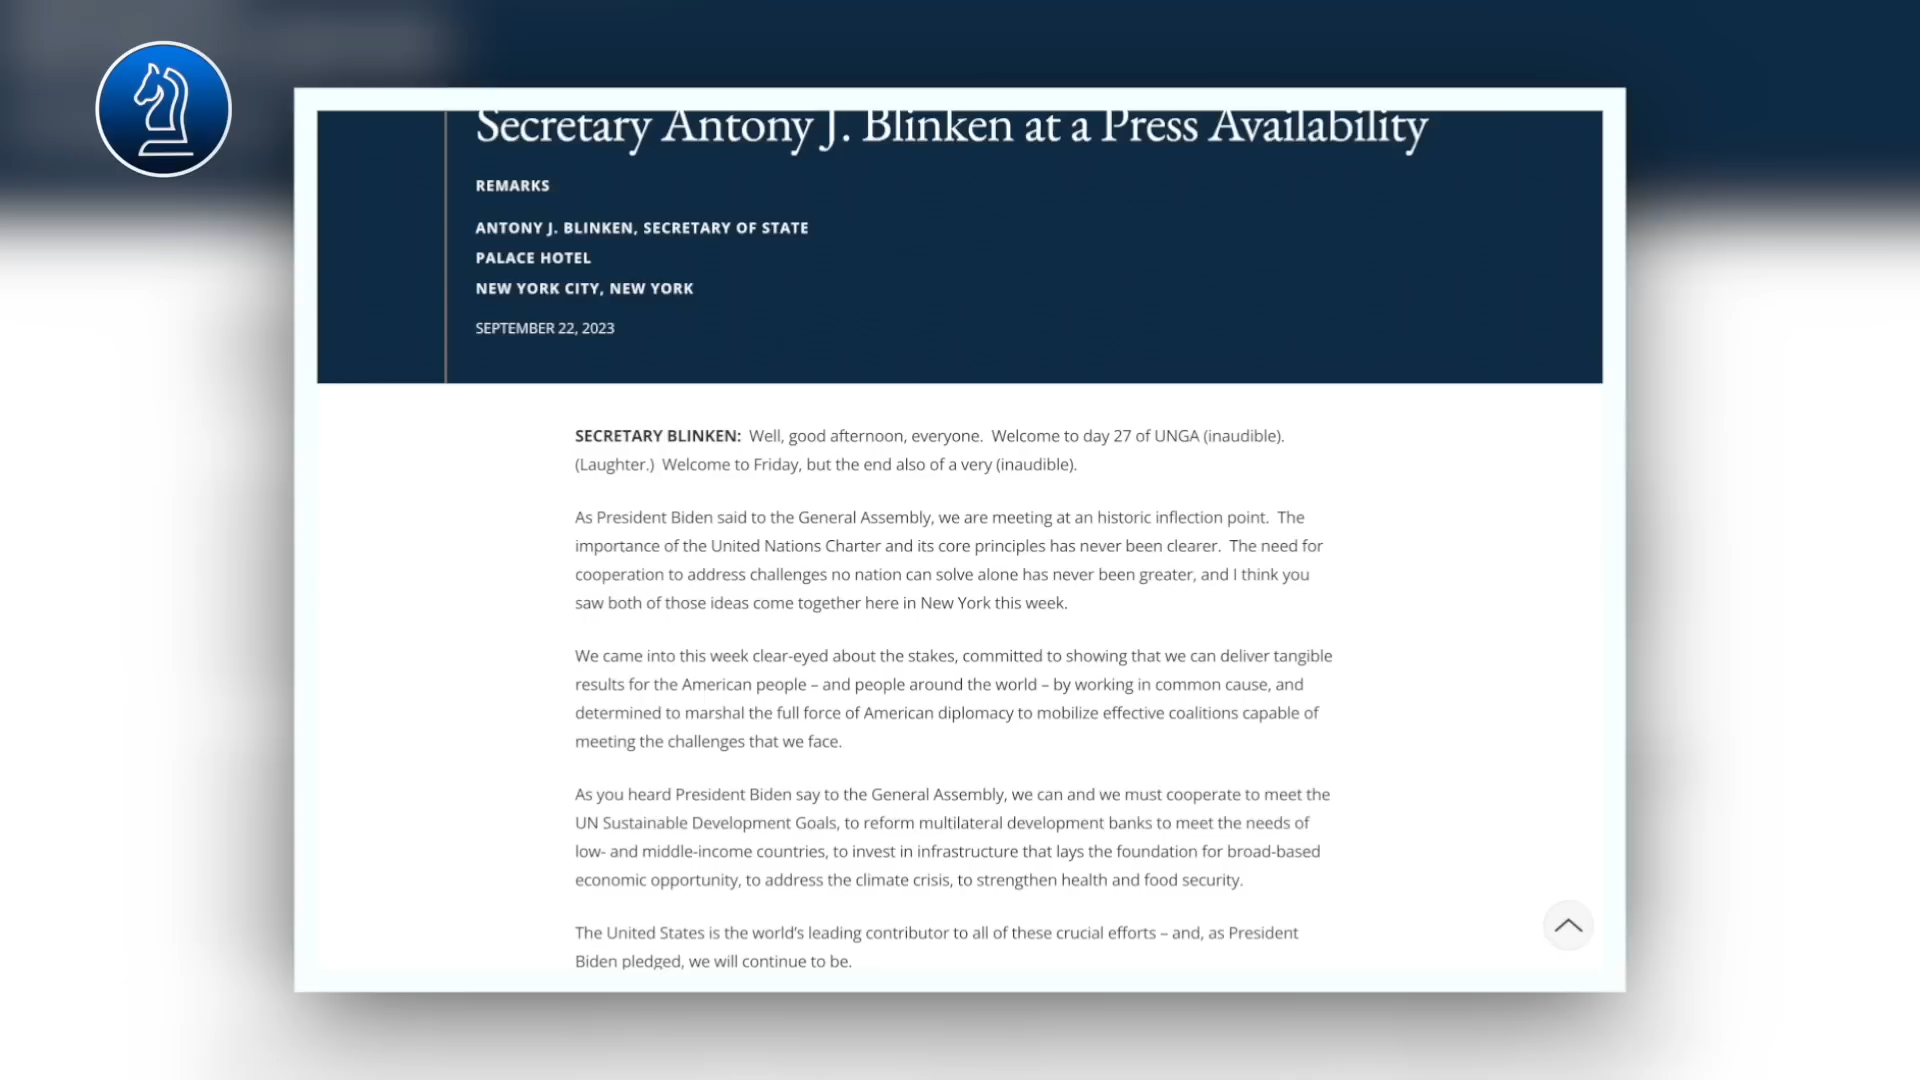 Secretary Antony J. Blinken at a Press Availability
REMARKS
ANTONY J. BLINKEN, SECRETARY OF STATE
PALACE HOTEL
NEW YORK CITY, NEW YORK
SEPTEMBER 22, 2023
SECRETARY BLINKEN:  Well, good afternoon, everyone.  Welcome to day 27 of UNGA (inaudible).
(Laughter.)  Welcome to Friday, but the end also of a very (inaudible).
As President Biden said to the General Assembly, we are meeting at an historic inflection point.  The
importance of the United Nations Charter and its core principles has never been clearer.  The need for
cooperation to address challenges no nation can solve alone has never been greater, and I think you
saw both of those ideas come together here in New York this week.
We came into this week clear-eyed about the stakes, committed to showing that we can deliver tangible
results for the American people – and people around the world – by working in common cause, and
determined to marshal the full force of American diplomacy to mobilize effective coalitions capable of
meeting the challenges that we face.
As you heard President Biden say to the General Assembly, we can and we must cooperate to meet the
UN Sustainable Development Goals, to reform multilateral development banks to meet the needs of
low- and middle-income countries, to invest in infrastructure that lays the foundation for broad-based
economic opportunity, to address the climate crisis, to strengthen health and food security.
The United States is the world's leading contributor to all of these crucial efforts – and, as President
Biden pledged, we will continue to be.